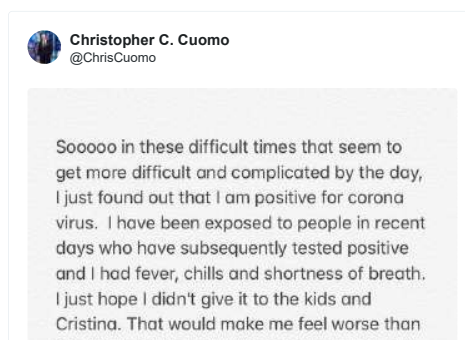 Christopher C. Cuomo
@ChrisCuomo
Sooooo in these difficult times that seem to
get more difficult and complicated by the day,
I just found out that I am positive for corona
virus. I have been exposed to people in recent
days who have subsequently tested positive
and I had fever, chills and shortness of breath.
I just hope I didn't give it to the kids and
Cristina. That would make me feel worse than